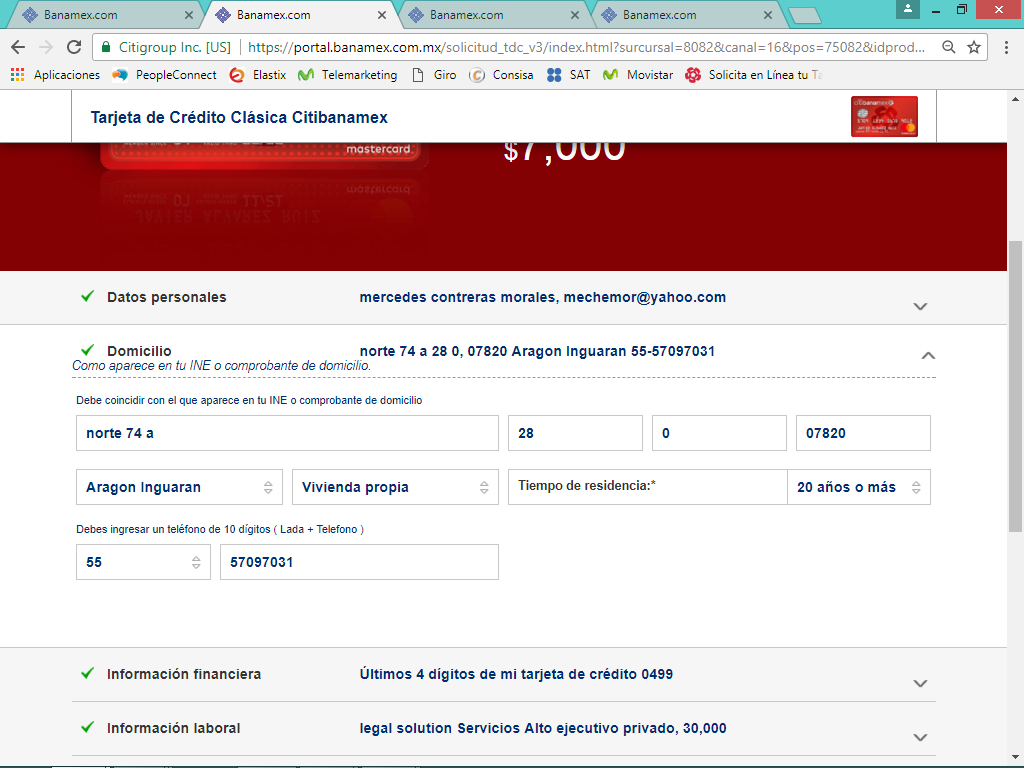 Banamex.com Banamex.com Banamex.com Banamex.com
Citigroup Inc. [US] https://portal.banamex.com.mx/solicitud_tdc_v3/index.html?sursursal=8082&canal=16&pos=75082&idprod...
Aplicaciones PeopleConnect Elastix Telemarketing Giro Consisa SAT Movistar Solicita en Línea tu Ta
Tarjeta de Crédito Clásica Citibanamex
mastercard
$7,000
JAVIER ALVAREZ RUIZ
Datos personales mercedes contreras morales, mechemor@yahoo.com
Domicilio norte 74 a 28 0, 07820 Aragon Inguaran 55-57097031
Como aparece en tu INE o comprobante de domicilio.
Debe coincidir con el que aparece en tu INE o comprobante de domicilio
norte 74 a 28 0 07820
Aragon Inguaran Vivienda propia Tiempo de residencia:* 20 años o más
Debes ingresar un teléfono de 10 dígitos ( Lada + Telefono )
55 57097031
Información financiera Últimos 4 dígitos de mi tarjeta de crédito 0499
Información laboral legal solution Servicios Alto ejecutivo privado, 30,000